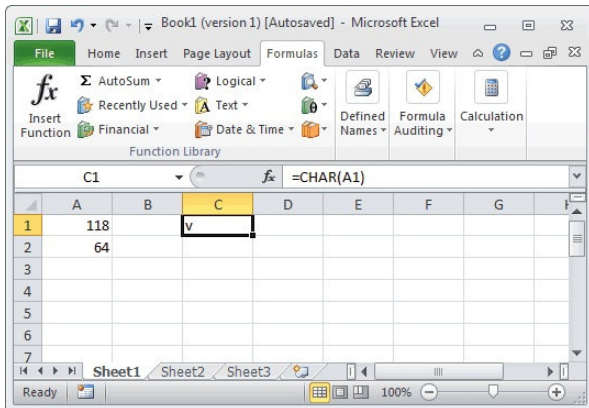 Book1 (version 1) [Autosaved] - Microsoft Excel
File Home Insert Page Layout Formulas Data Review View
fx Insert Function
Σ AutoSum
Recently Used
Financial
Logical
A Text
Date & Time
θ
Defined Names
Formula Auditing
Calculation
Function Library
C1 fx =CHAR(A1)
A B C D E F G
1 118 v
2 64
3
4
5
6
7
Sheet1 Sheet2 Sheet3
Ready 100%